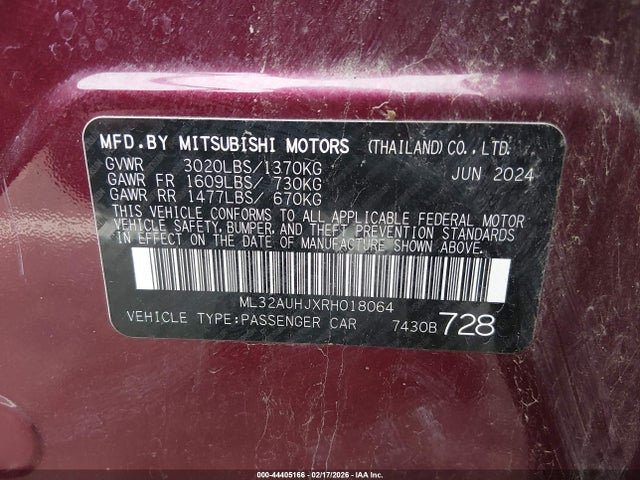 MFD.BY MITSUBISHI MOTORS (THAILAND) CO.,LTD.
GVWR 3020LBS/1370KG JUN 2024
GAWR FR 1609LBS/ 730KG
GAWR RR 1477LBS/ 670KG
THIS VEHICLE CONFORMS TO ALL APPLICABLE FEDERAL MOTOR
VEHICLE SAFETY, BUMPER, AND THEFT PREVENTION STANDARDS
IN EFFECT ON THE DATE OF MANUFACTURE SHOWN ABOVE.
ML32AUHJXRH018064
VEHICLE TYPE:PASSENGER CAR 7430B 728
000-44405166 - 02/17/2026 - IAA Inc.